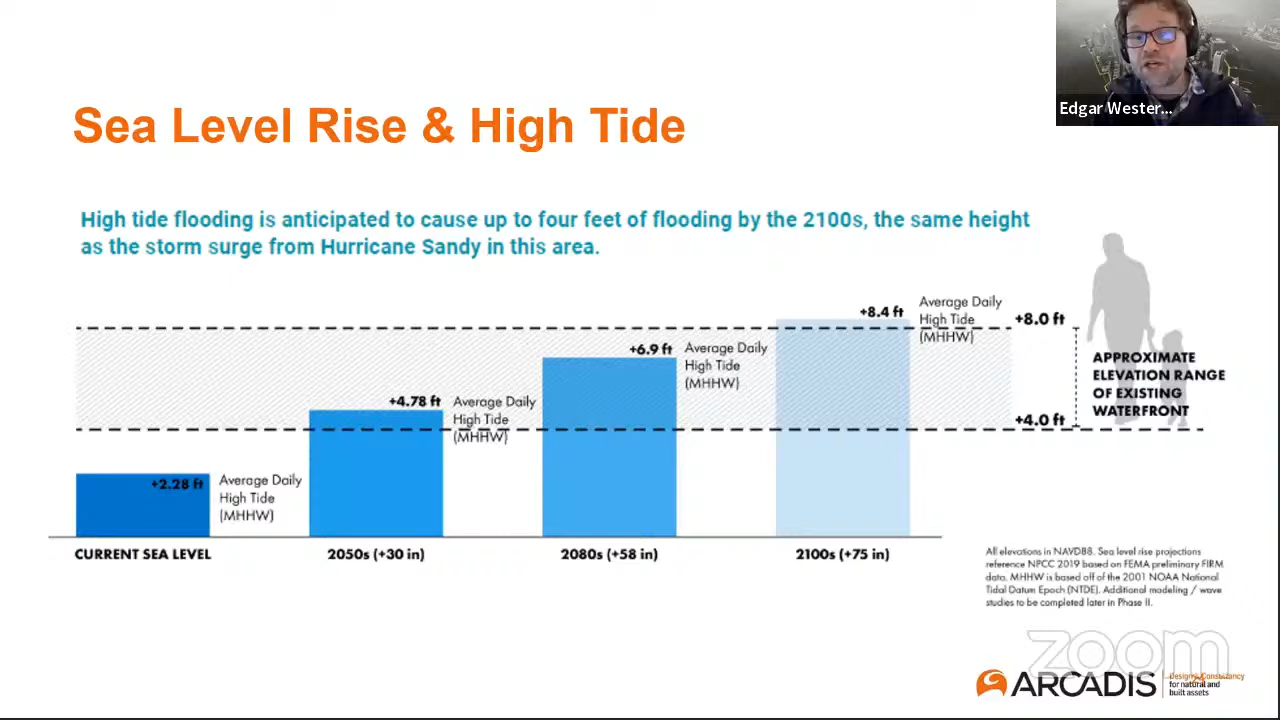 Edgar Wester...
Sea Level Rise & High Tide
High tide flooding is anticipated to cause up to four feet of flooding by the 2100s, the same height
as the storm surge from Hurricane Sandy in this area.
+2.28 ft
Average Daily
High Tide
(MHHW)
+4.78 ft
Average Daily
High Tide
(MHHW)
+6.9 ft
Average Daily
High Tide
(MHHW)
+8.4 ft
Average Daily
High Tide
(MHHW)
+8.0 ft
+4.0 ft
APPROXIMATE
ELEVATION RANGE
OF EXISTING
WATERFRONT
CURRENT SEA LEVEL
2050s (+30 in)
2080s (+58 in)
2100s (+75 in)
All elevations in NAVD88. Sea level rise projections
reference NPCC 2019 based on FEMA preliminary FIRM
data. MHHW is based off of the 2001 NOAA National
Tidal Datum Epoch (NTDE). Additional modeling / wave
studies to be completed later in Phase II.
zoom
ARCADIS
Design & Consultancy
for natural and
built assets